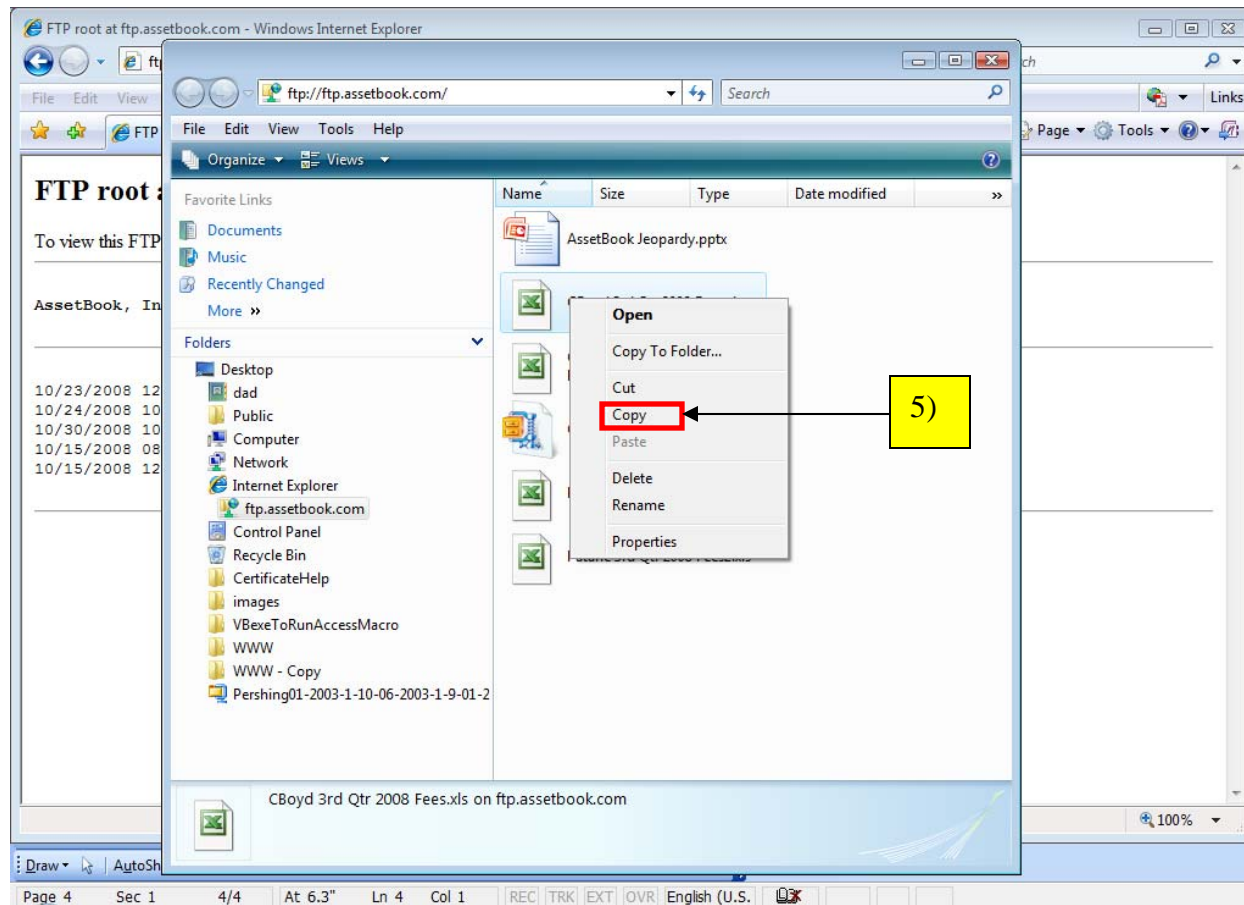 FTP root at ftp.assetbook.com - Windows Internet Explorer
File Edit View
Links
FTP
Page Tools
FTP root
To view this FTP
AssetBook, In
10/23/2008 12
10/24/2008 10
10/30/2008 10
10/15/2008 08
10/15/2008 12
ftp://ftp.assetbook.com/
Search
File Edit View Tools Help
Organize Views
Favorite Links
Documents
Music
Recently Changed
More »
Folders
Desktop
dad
Public
Computer
Network
Internet Explorer
ftp.assetbook.com
Control Panel
Recycle Bin
CertificateHelp
images
VBexeToRunAccessMacro
WWW
WWW - Copy
Pershing01-2003-1-10-06-2003-1-9-01-2
Name Size Type Date modified »
AssetBook Jeopardy.pptx
Open
Copy To Folder...
Cut
Copy
Paste
Delete
Rename
Properties
5)
CBoyd 3rd Qtr 2008 Fees.xls on ftp.assetbook.com
100%
Draw AutoSh
Page 4 Sec 1 4/4 At 6.3" Ln 4 Col 1 REC TRK EXT OVR English (U.S.